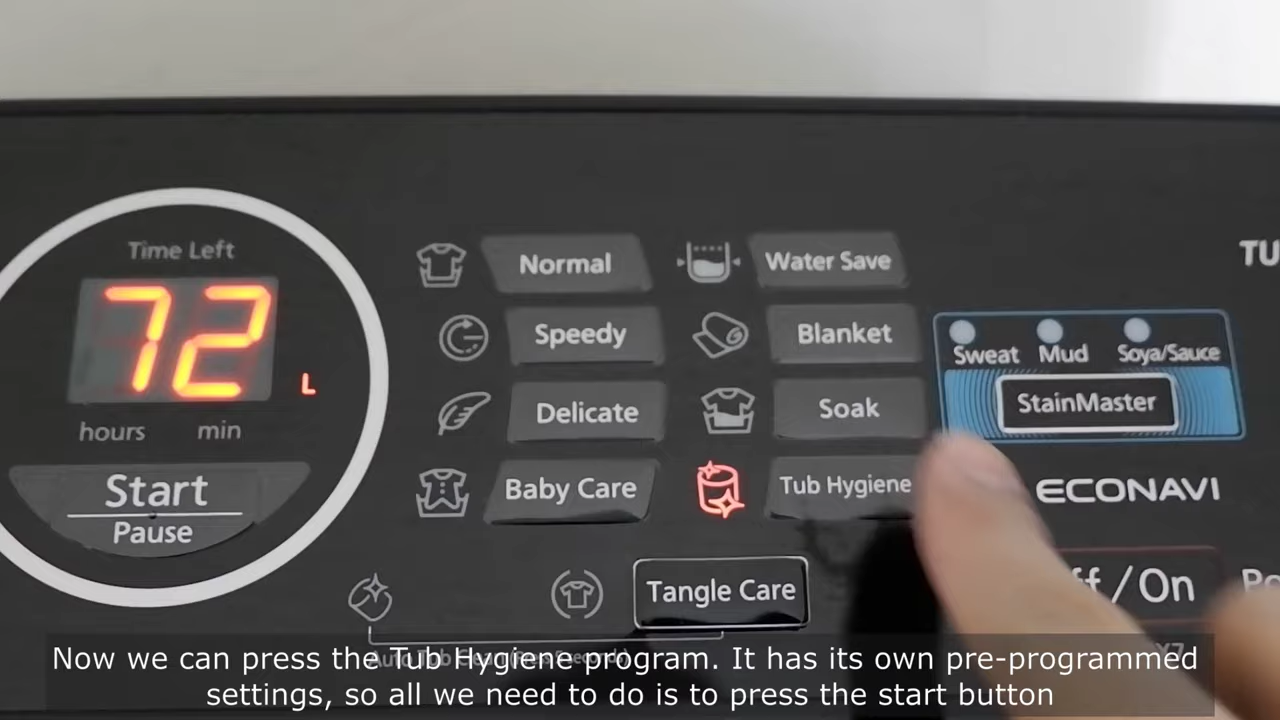 Time Left
72
L
hours min
Start
Pause
Normal
Speedy
Delicate
Baby Care
Water Save
Blanket
Soak
Tub Hygiene
Tangle Care
TU
Sweat Mud Soya/Sauce
StainMaster
ECONAVI
ff/On
Po
Now we can press the Tub Hygiene program. It has its own pre-programmed
settings, so all we need to do is to press the start button